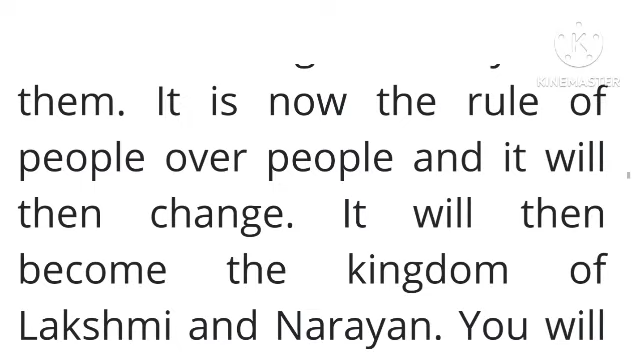 KINEMASTER
them. It is now the rule of
people over people and it will
then change. It will then
become the kingdom of
Lakshmi and Narayan. You will